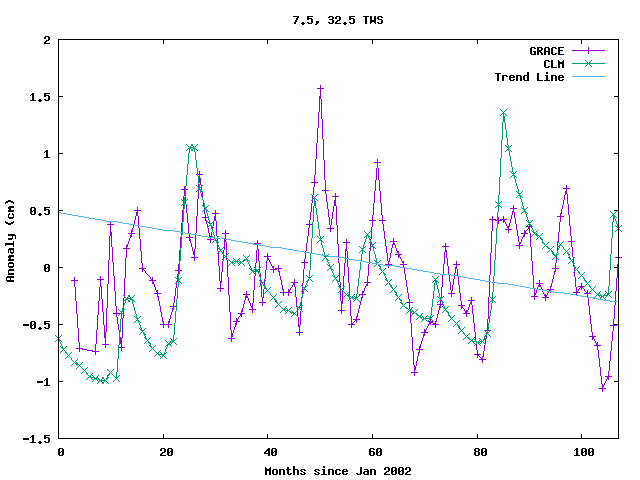 7.5, 32.5 TWS
GRACE
CLM
Trend Line
Anomaly (cm)
2
1.5
1
0.5
0
-0.5
-1
-1.5
0 20 40 60 80 100
Months since Jan 2002